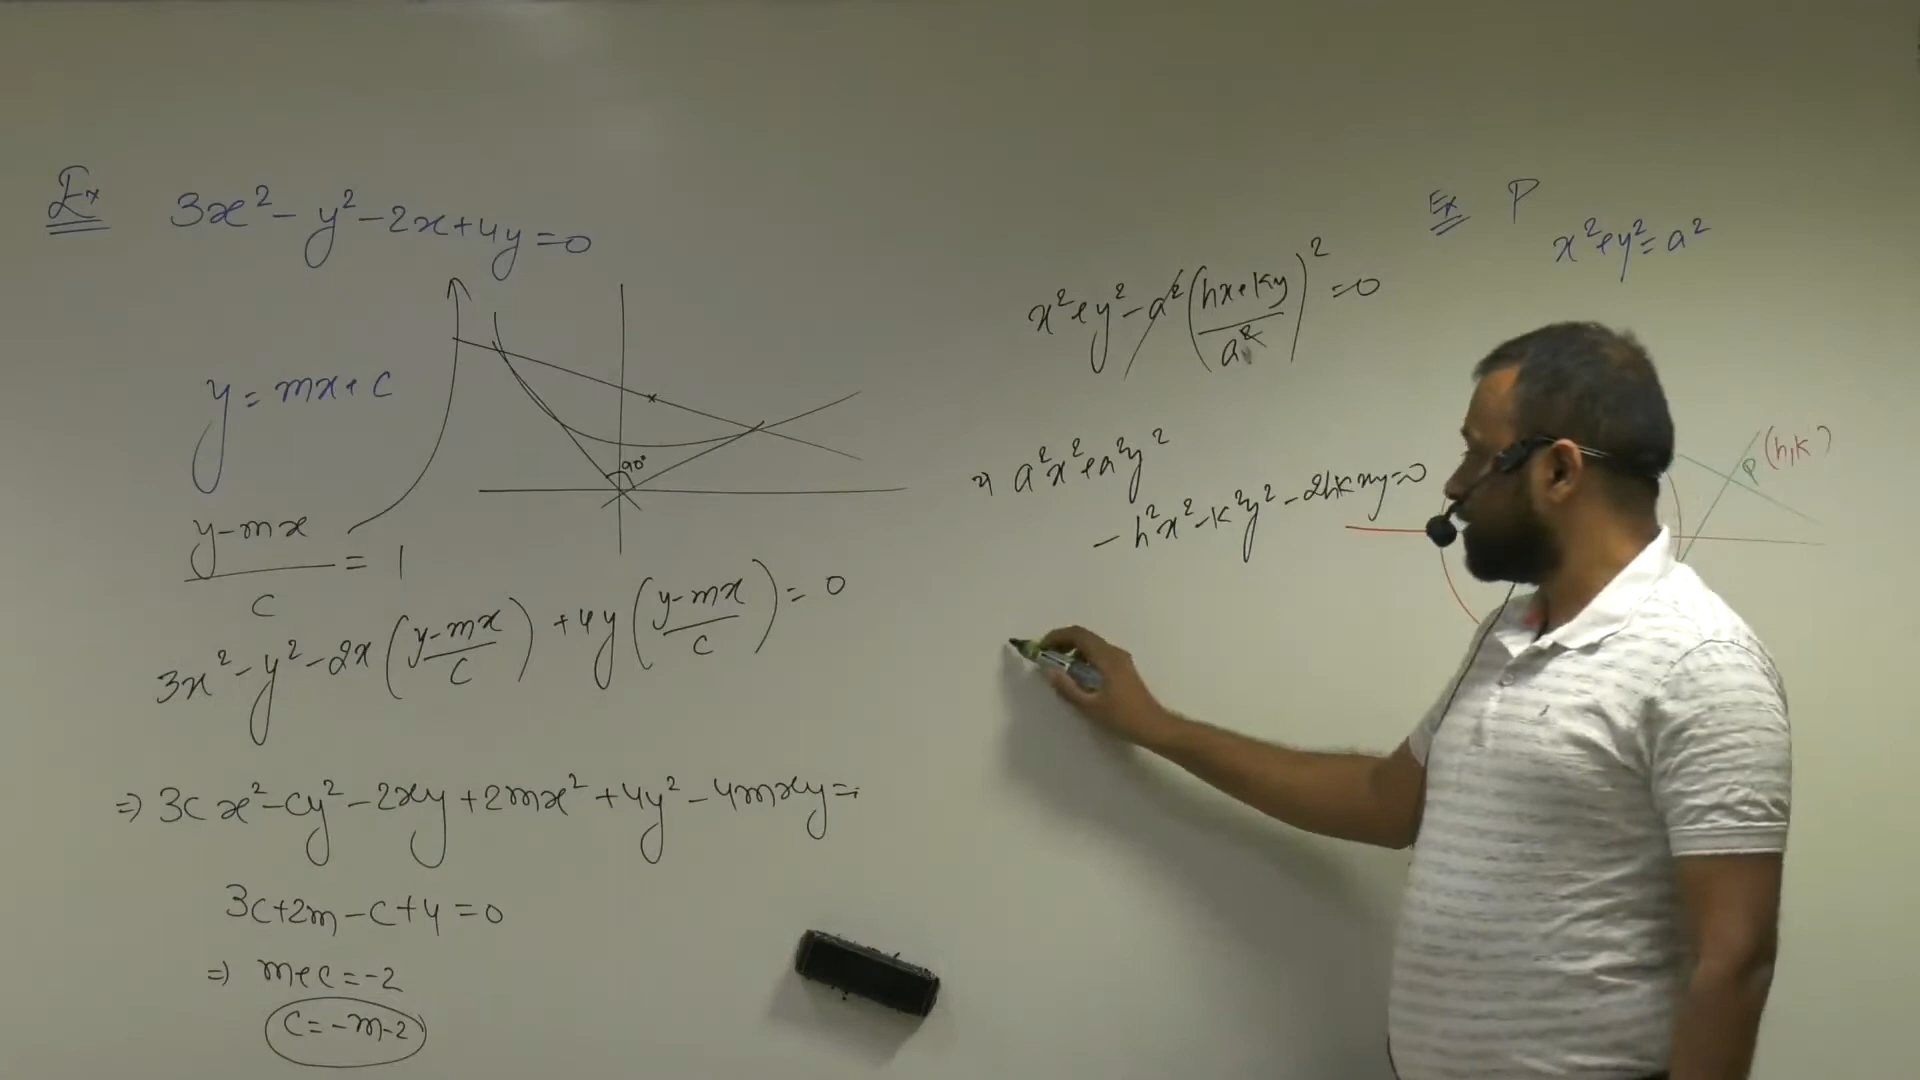 Ex 3x² - y² - 2x + 4y = 0
y = mx + c
90°
y - mx / c = 1
3x² - y² - 2x (y - mx / c) + 4y (y - mx / c) = 0
⇒ 3cx² - cy² - 2xy + 2mx² + 4y² - 4mxy =
3c + 2m - c + 4 = 0
⇒ m + c = -2
c = -m - 2
Ex P
x² + y² = a²
x² + y² - a² (hx + ky / a²)² = 0
⇒ a²x² + a²y²
- h²x² - k²y² - 2hkxy = 0
P (h, k)